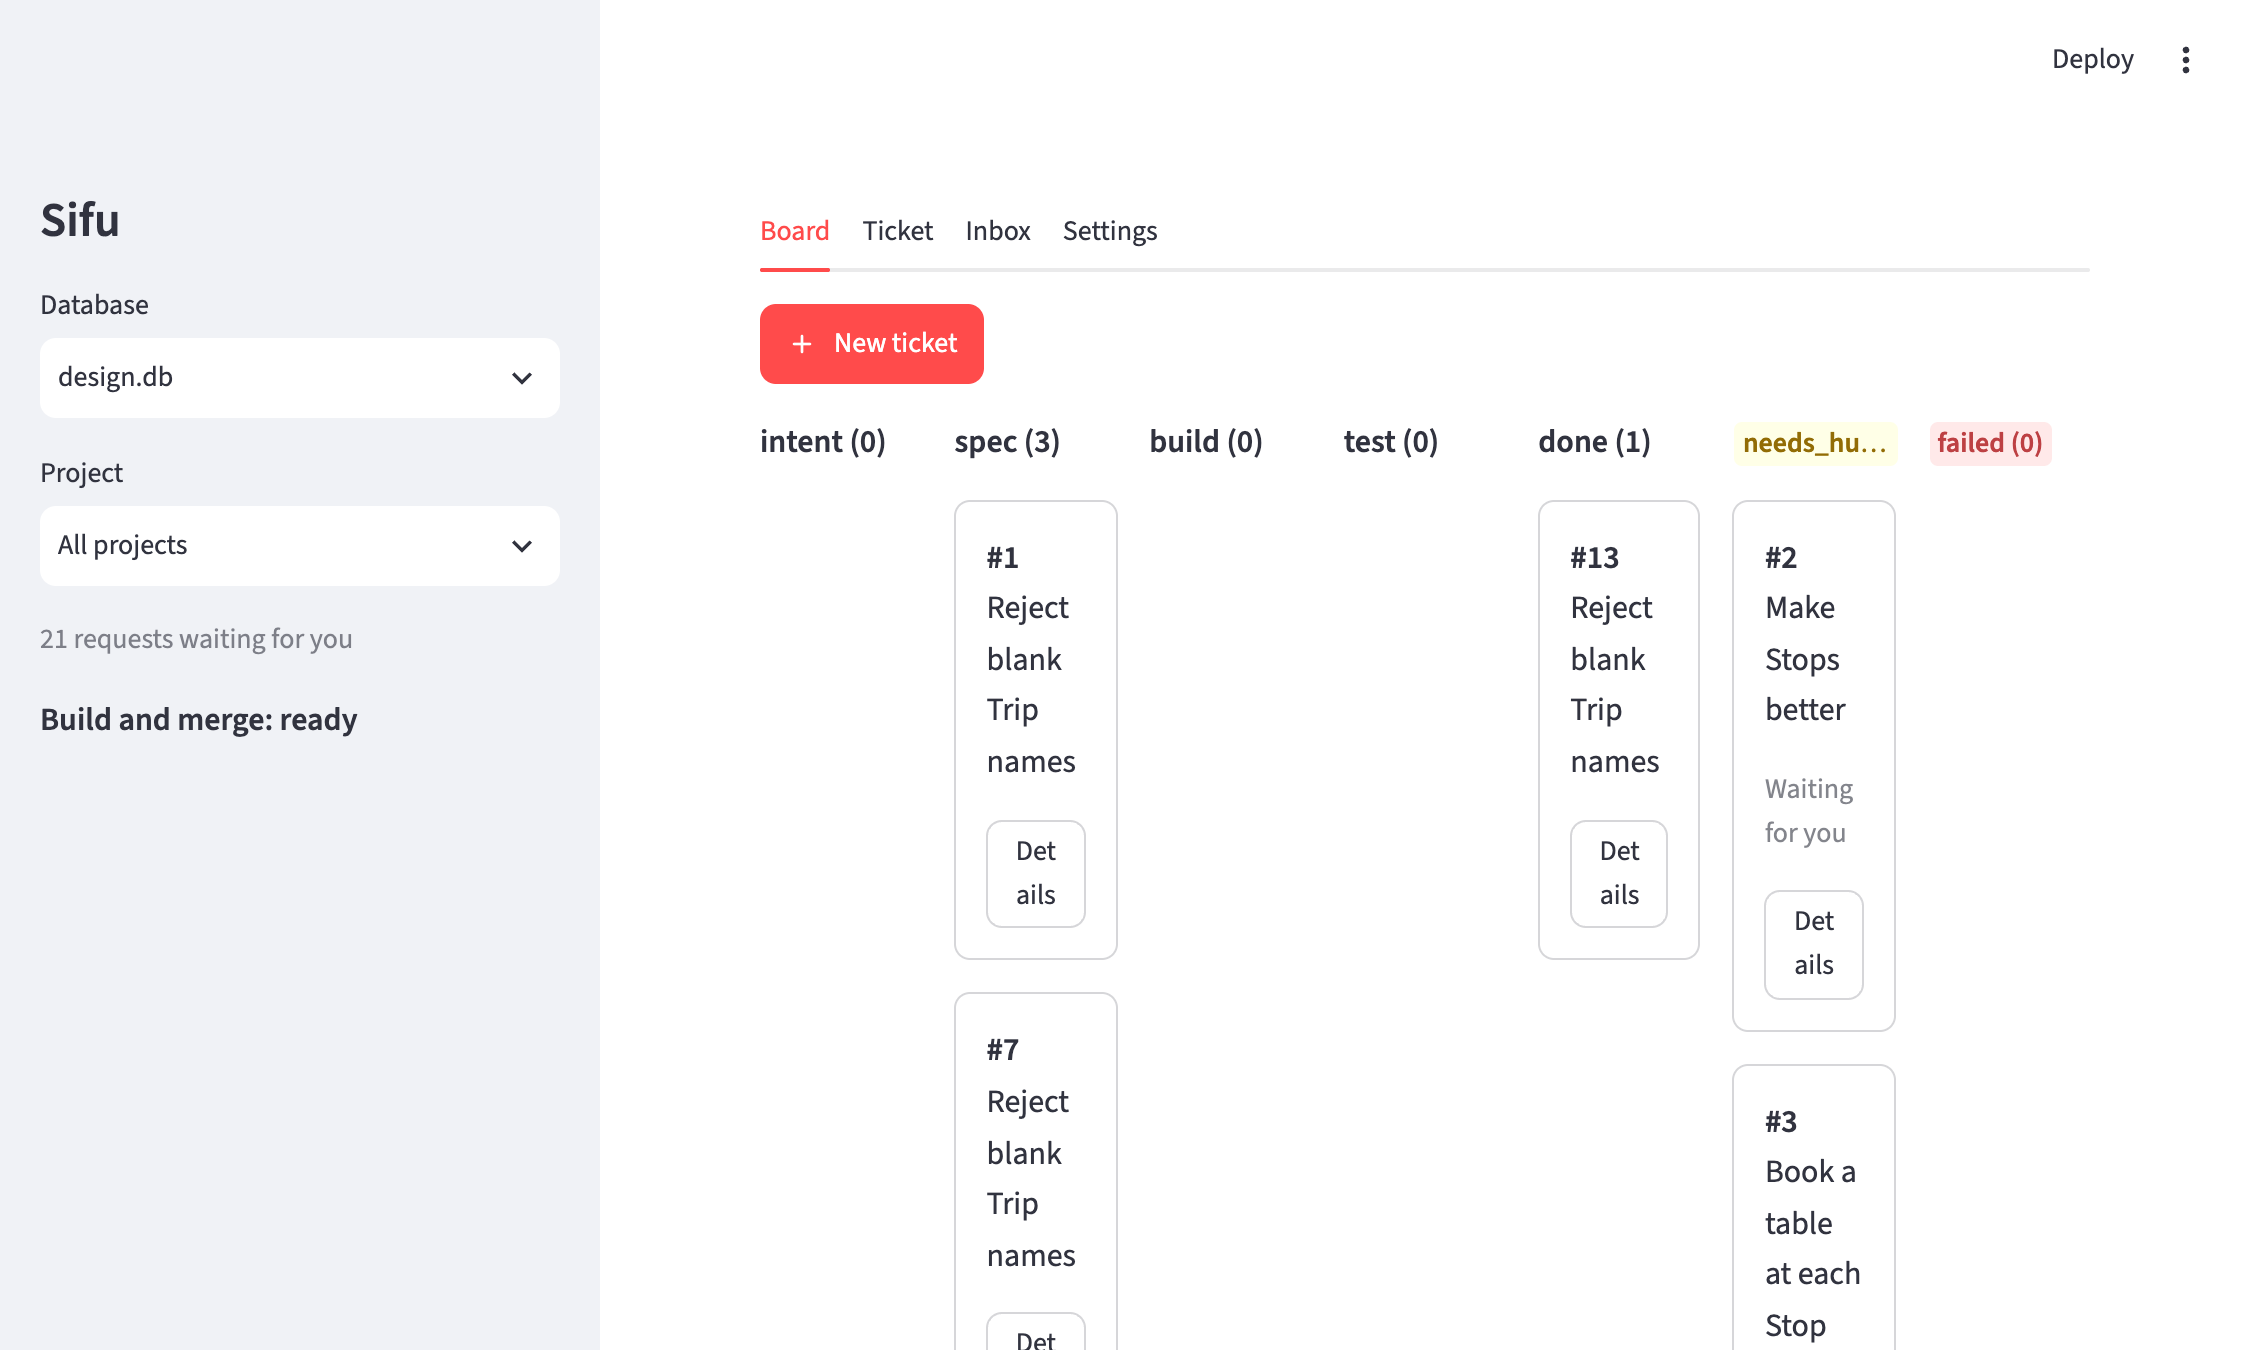 Deploy
Sifu
Database
design.db
Project
All projects
21 requests waiting for you
Build and merge: ready
Board Ticket Inbox Settings
+ New ticket
intent (0) spec (3) build (0) test (0) done (1) needs_hu... failed (0)
#1
Reject
blank
Trip
names
Det
ails
#7
Reject
blank
Trip
names
Det
#13
Reject
blank
Trip
names
Det
ails
#2
Make
Stops
better
Waiting
for you
Det
ails
#3
Book a
table
at each
Stop